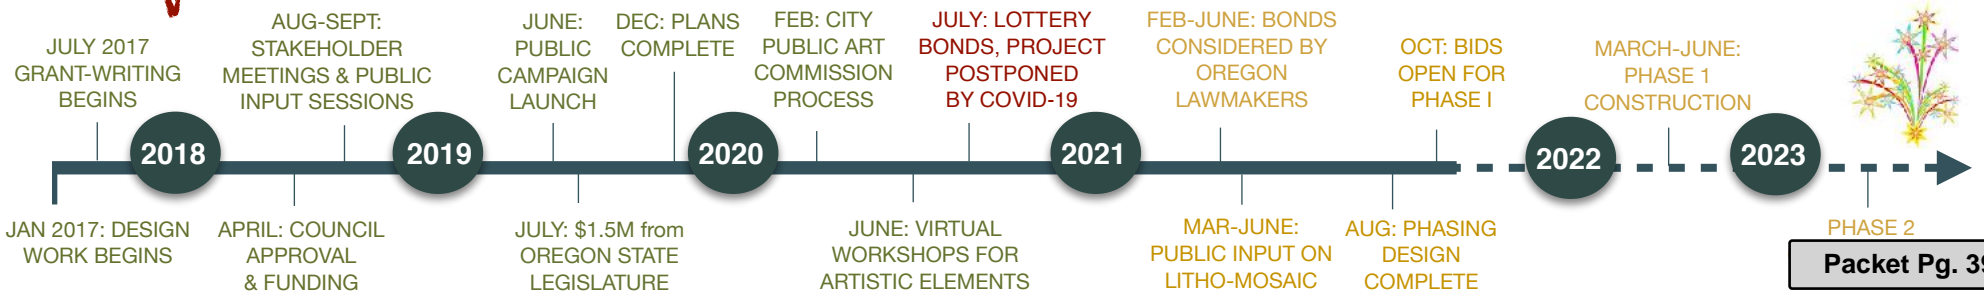 JULY 2017
GRANT-WRITING
BEGINS
AUG-SEPT:
STAKEHOLDER
MEETINGS & PUBLIC
INPUT SESSIONS
JUNE:
PUBLIC
CAMPAIGN
LAUNCH
DEC: PLANS
COMPLETE
FEB: CITY
PUBLIC ART
COMMISSION
PROCESS
JULY: LOTTERY
BONDS, PROJECT
POSTPONED
BY COVID-19
FEB-JUNE: BONDS
CONSIDERED BY
OREGON
LAWMAKERS
OCT: BIDS
OPEN FOR
PHASE I
MARCH-JUNE:
PHASE 1
CONSTRUCTION
2018
2019
2020
2021
2022
2023
JAN 2017: DESIGN
WORK BEGINS
APRIL: COUNCIL
APPROVAL
& FUNDING
JULY: $1.5M from
OREGON STATE
LEGISLATURE
JUNE: VIRTUAL
WORKSHOPS FOR
ARTISTIC ELEMENTS
MAR-JUNE:
PUBLIC INPUT ON
LITHO-MOSAIC
AUG: PHASING
DESIGN
COMPLETE
PHASE 2
Packet Pg. 39